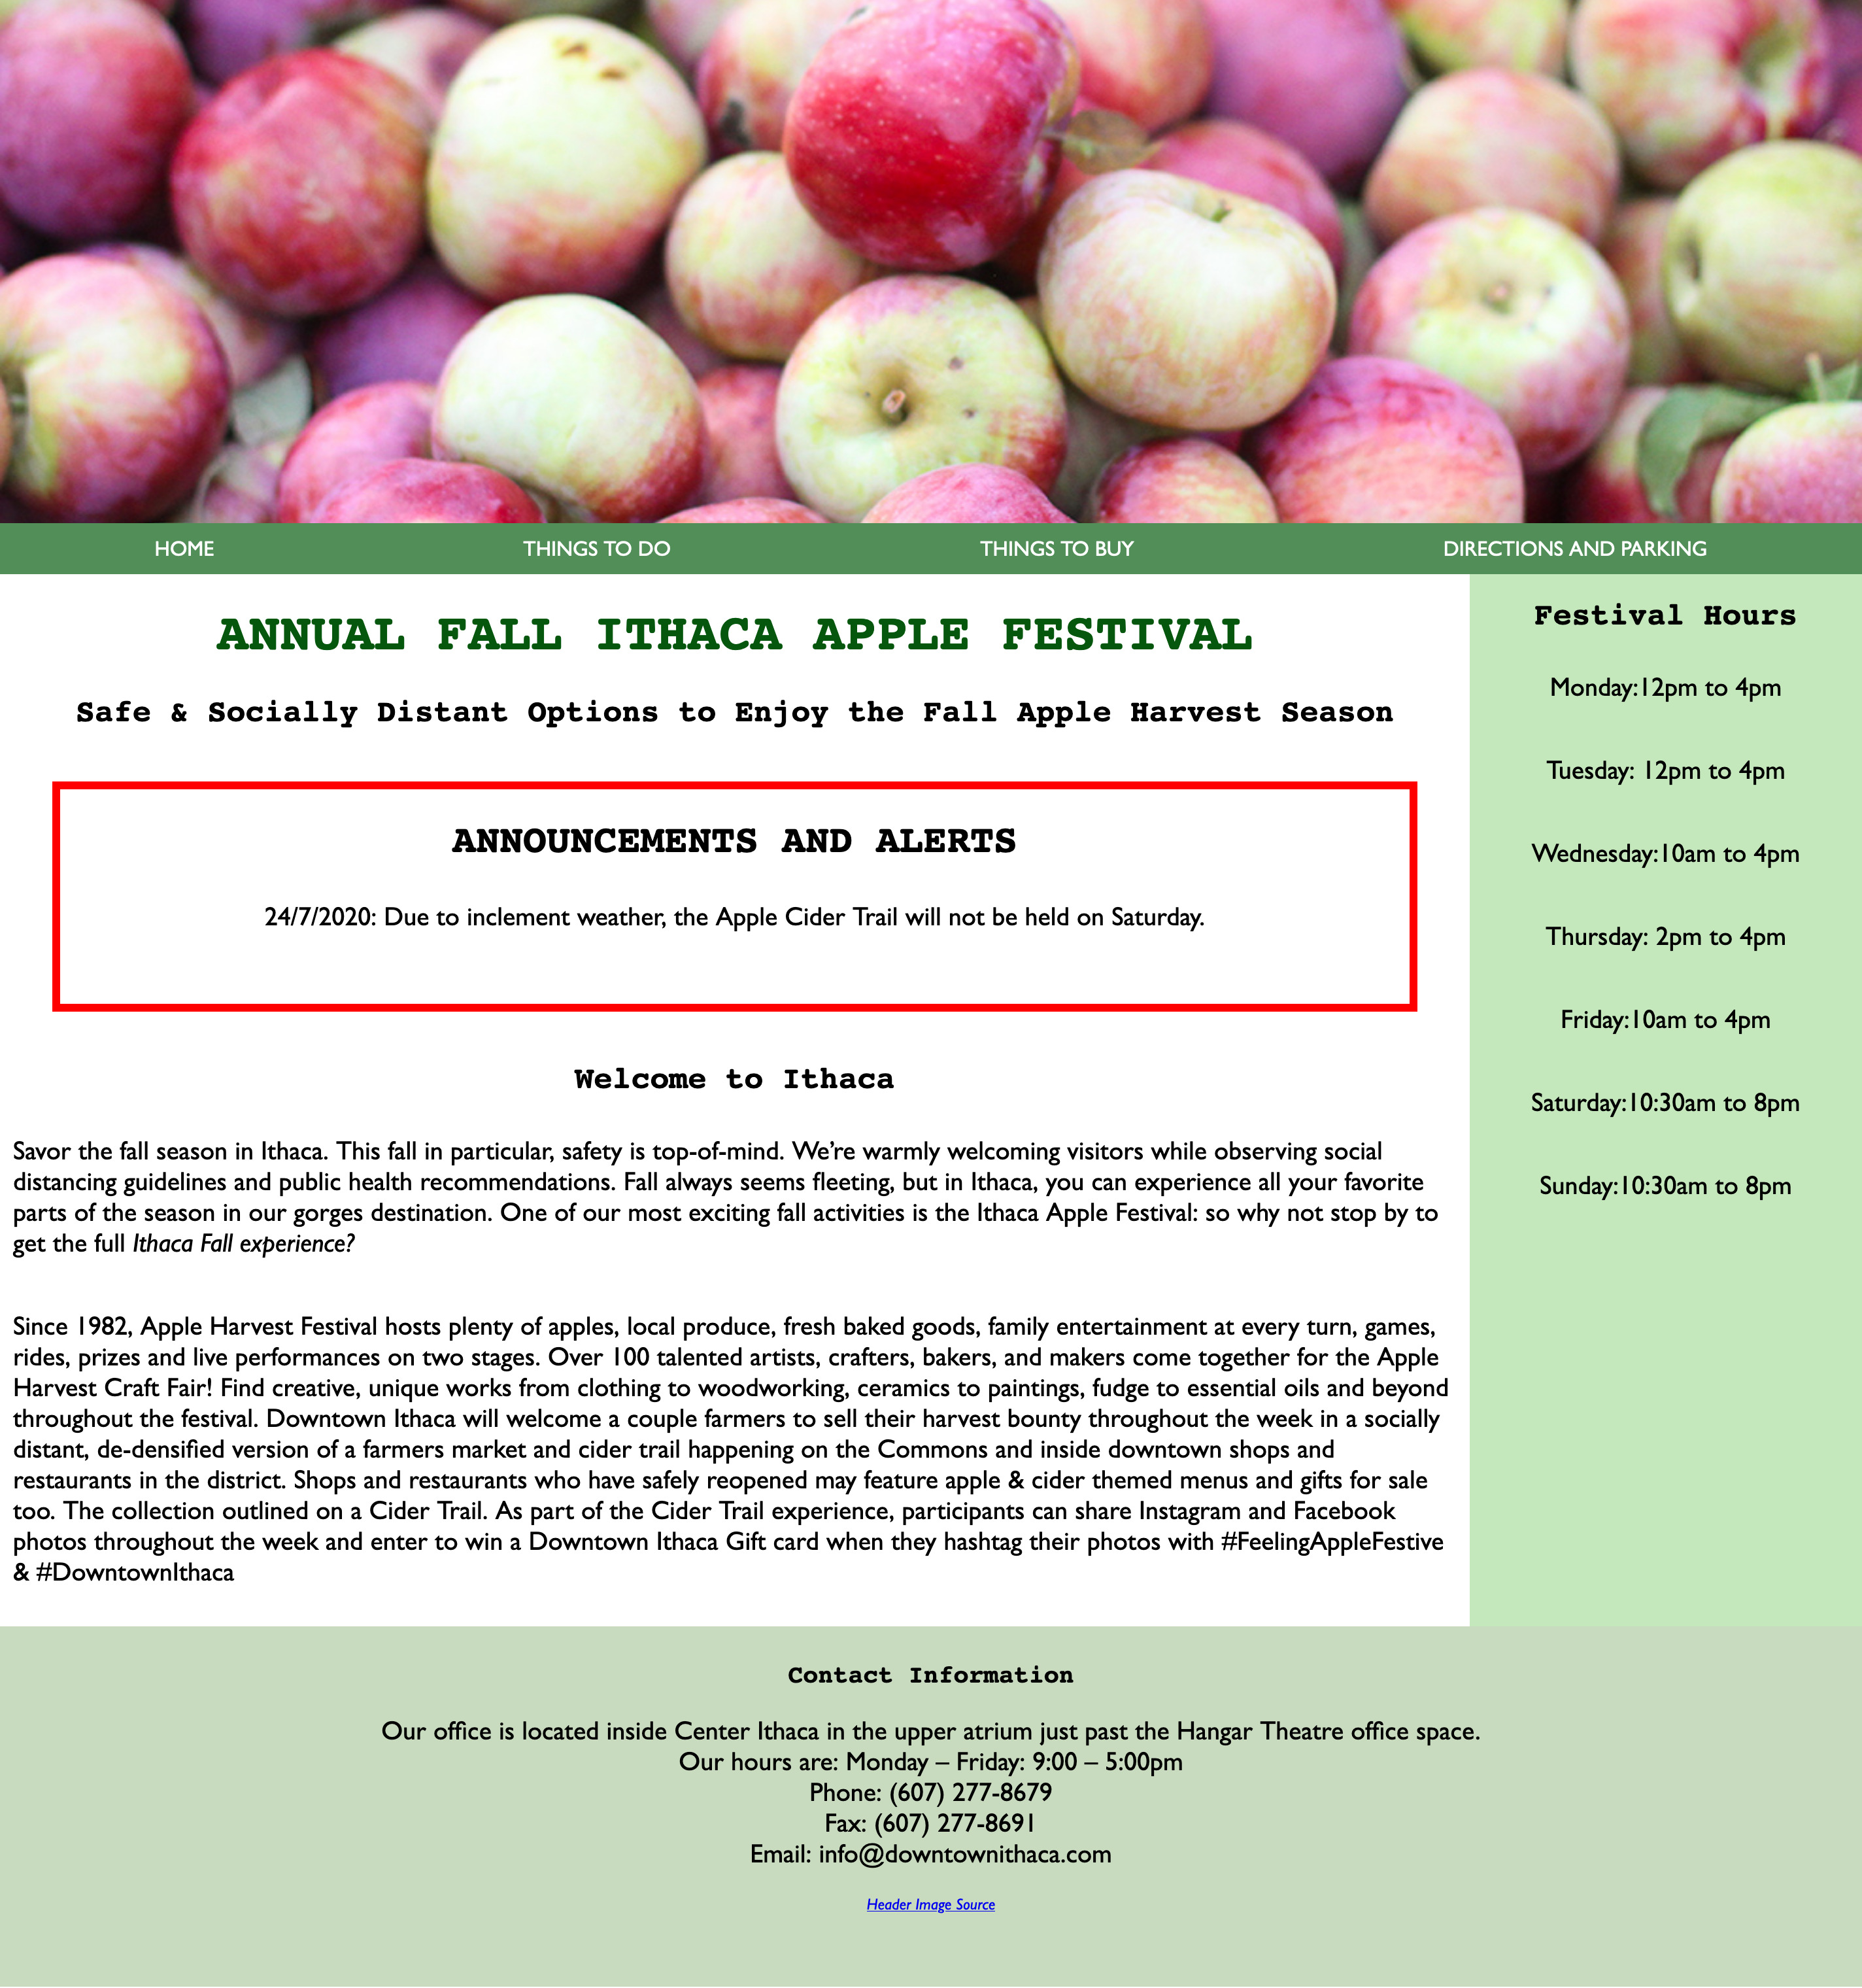 HOME THINGS TO DO THINGS TO BUY DIRECTIONS AND PARKING
ANNUAL FALL ITHACA APPLE FESTIVAL
Safe & Socially Distant Options to Enjoy the Fall Apple Harvest Season
ANNOUNCEMENTS AND ALERTS
24/7/2020: Due to inclement weather, the Apple Cider Trail will not be held on Saturday.
Welcome to Ithaca
Savor the fall season in Ithaca. This fall in particular, safety is top-of-mind. We’re warmly welcoming visitors while observing social
distancing guidelines and public health recommendations. Fall always seems fleeting, but in Ithaca, you can experience all your favorite
parts of the season in our gorges destination. One of our most exciting fall activities is the Ithaca Apple Festival: so why not stop by to
get the full Ithaca Fall experience?
Since 1982, Apple Harvest Festival hosts plenty of apples, local produce, fresh baked goods, family entertainment at every turn, games,
rides, prizes and live performances on two stages. Over 100 talented artists, crafters, bakers, and makers come together for the Apple
Harvest Craft Fair! Find creative, unique works from clothing to woodworking, ceramics to paintings, fudge to essential oils and beyond
throughout the festival. Downtown Ithaca will welcome a couple farmers to sell their harvest bounty throughout the week in a socially
distant, de-densified version of a farmers market and cider trail happening on the Commons and inside downtown shops and
restaurants in the district. Shops and restaurants who have safely reopened may feature apple & cider themed menus and gifts for sale
too. The collection outlined on a Cider Trail. As part of the Cider Trail experience, participants can share Instagram and Facebook
photos throughout the week and enter to win a Downtown Ithaca Gift card when they hashtag their photos with #FeelingAppleFestive
& #DowntownIthaca
Festival Hours
Monday:12pm to 4pm
Tuesday: 12pm to 4pm
Wednesday:10am to 4pm
Thursday: 2pm to 4pm
Friday:10am to 4pm
Saturday:10:30am to 8pm
Sunday:10:30am to 8pm
Contact Information
Our office is located inside Center Ithaca in the upper atrium just past the Hangar Theatre office space.
Our hours are: Monday – Friday: 9:00 – 5:00pm
Phone: (607) 277-8679
Fax: (607) 277-8691
Email: info@downtownithaca.com
Header Image Source